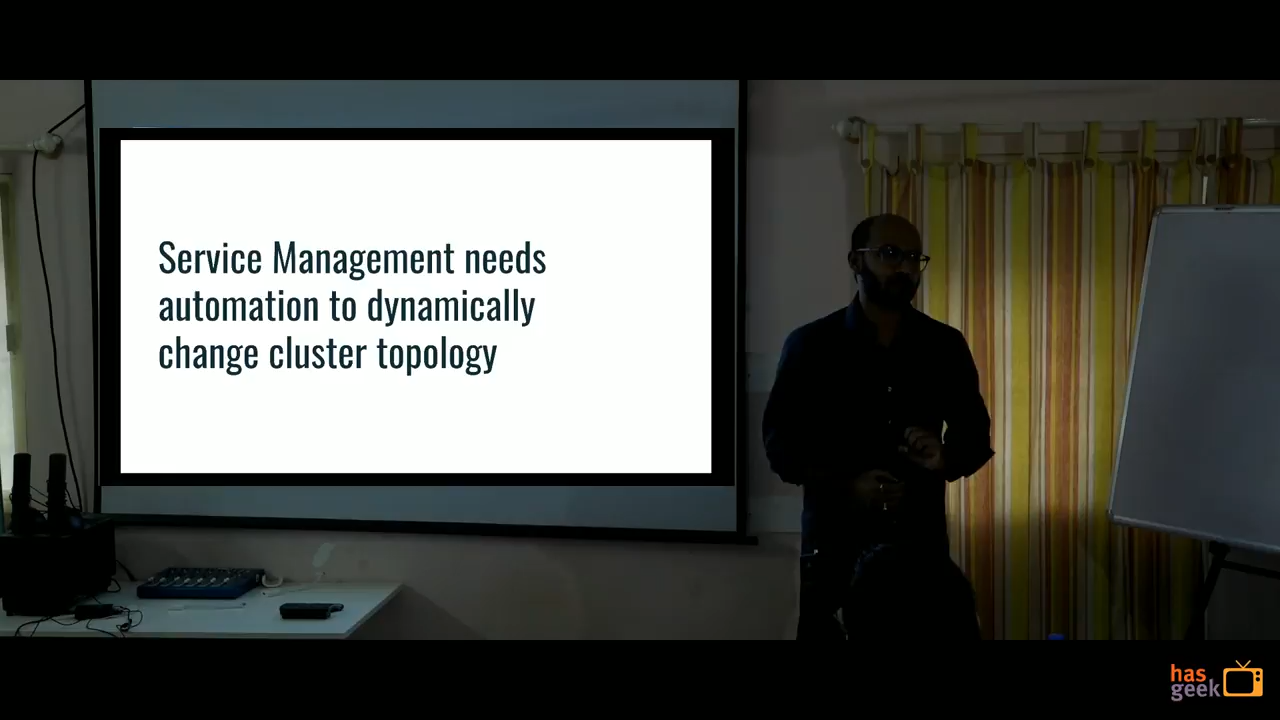 Service Management needs
automation to dynamically
change cluster topology
has
geek